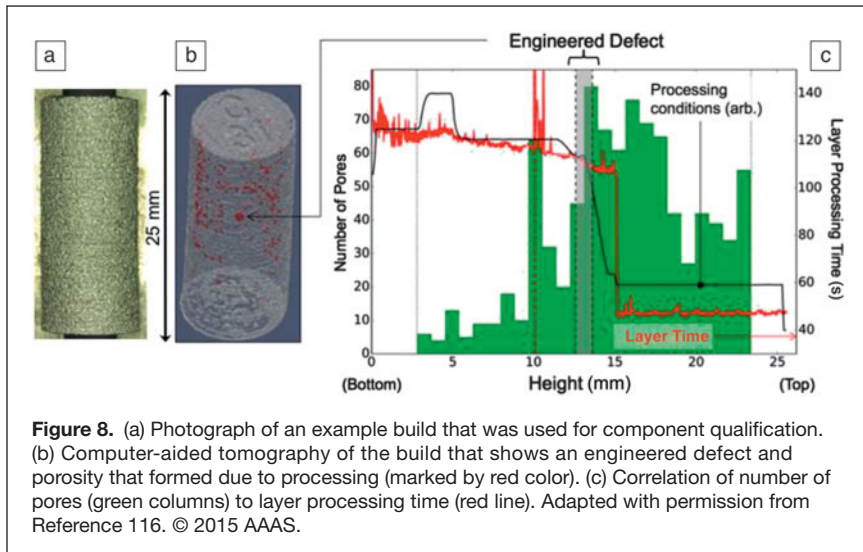 a
b
Engineered Defect
c
25 mm
Number of Pores
80
70
60
50
40
30
20
10
0
Processing
conditions (arb.)
Layer Processing Time (s)
140
120
100
80
60
40
Layer Time
0
5
10
15
20
25
(Bottom)
Height (mm)
(Top)
Figure 8. (a) Photograph of an example build that was used for component qualification.
(b) Computer-aided tomography of the build that shows an engineered defect and
porosity that formed due to processing (marked by red color). (c) Correlation of number of
pores (green columns) to layer processing time (red line). Adapted with permission from
Reference 116. © 2015 AAAS.